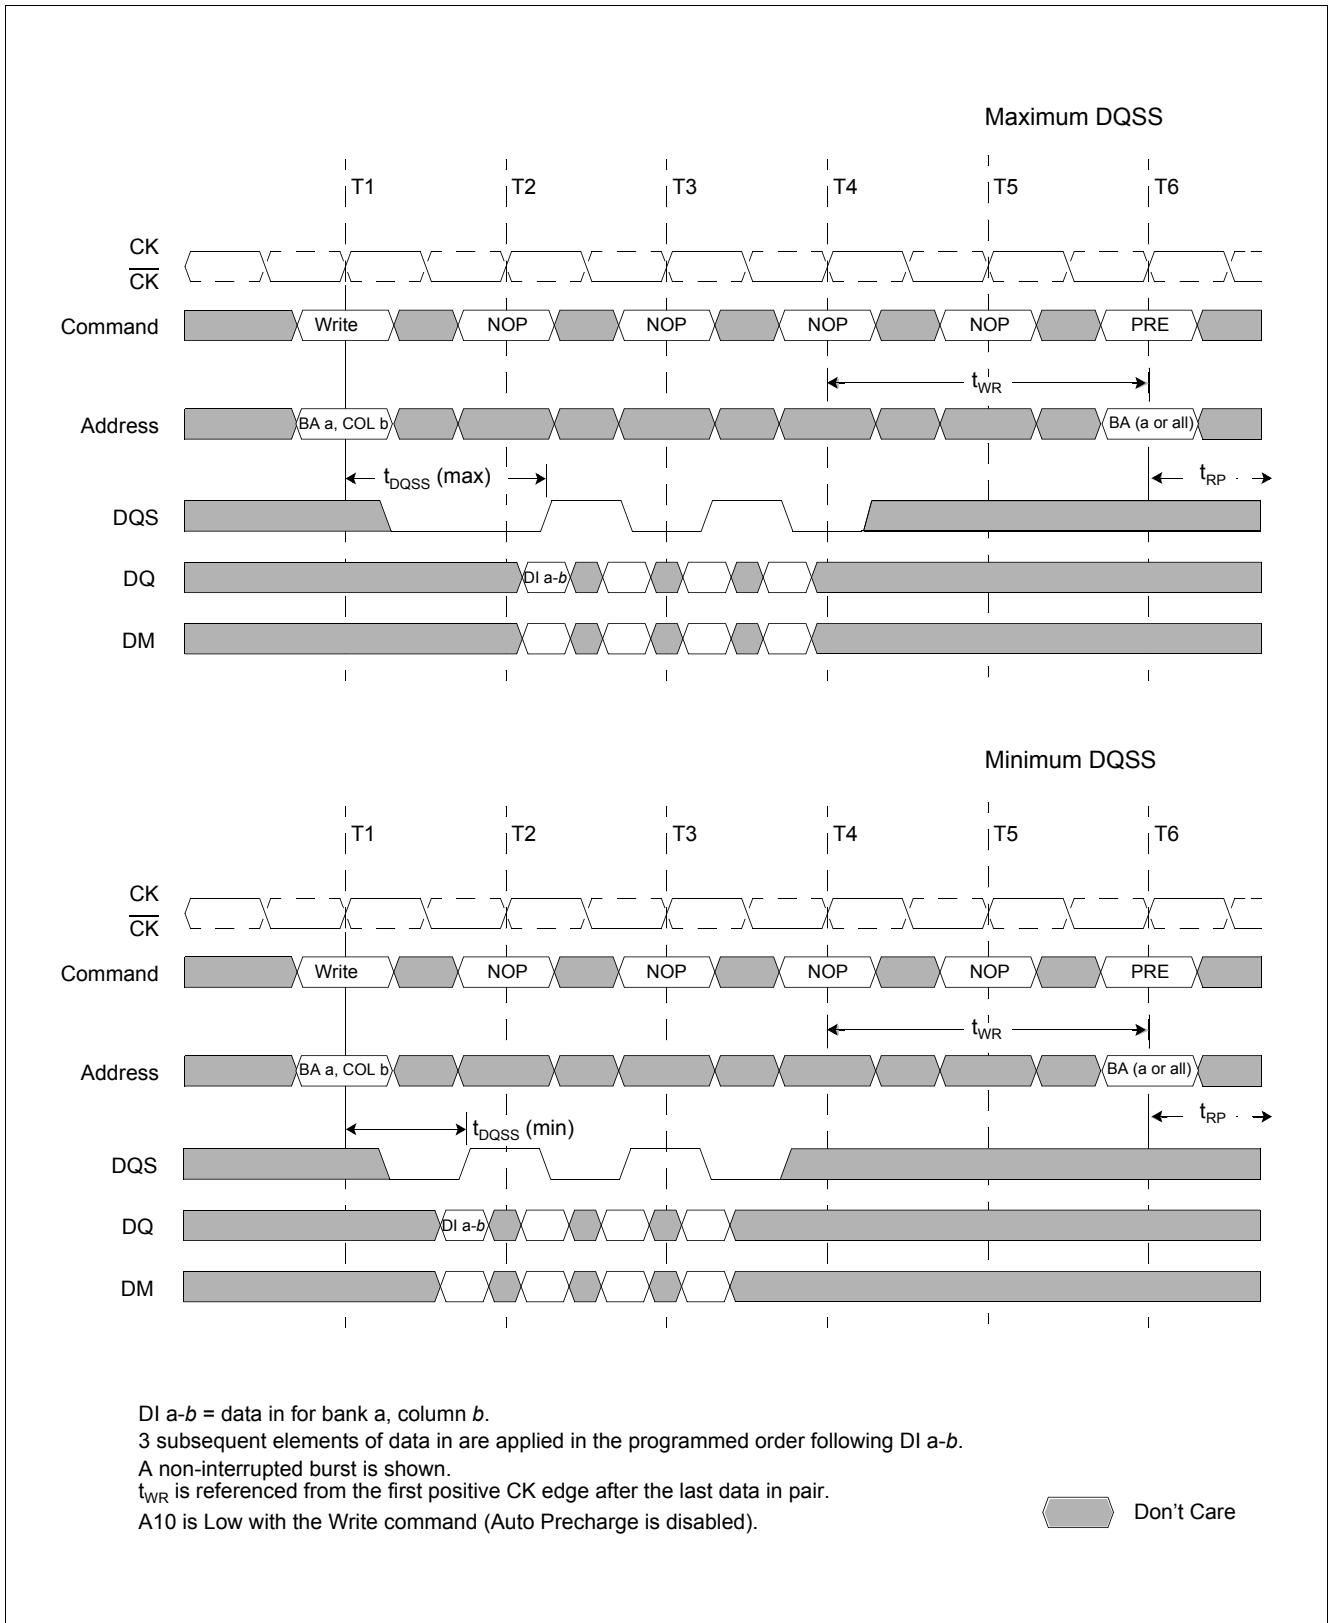 Maximum DQSS
T1 T2 T3 T4 T5 T6
CK
CK
Command Write NOP NOP NOP NOP PRE
tWR
Address BA a, COL b BA (a or all)
tDQSS (max) tRP
DQS
DQ DI a-b
DM
Minimum DQSS
T1 T2 T3 T4 T5 T6
CK
CK
Command Write NOP NOP NOP NOP PRE
tWR
Address BA a, COL b BA (a or all)
tDQSS (min) tRP
DQS
DQ DI a-b
DM
DI a-b = data in for bank a, column b.
3 subsequent elements of data in are applied in the programmed order following DI a-b.
A non-interrupted burst is shown.
tWR is referenced from the first positive CK edge after the last data in pair.
A10 is Low with the Write command (Auto Precharge is disabled).
Don't Care